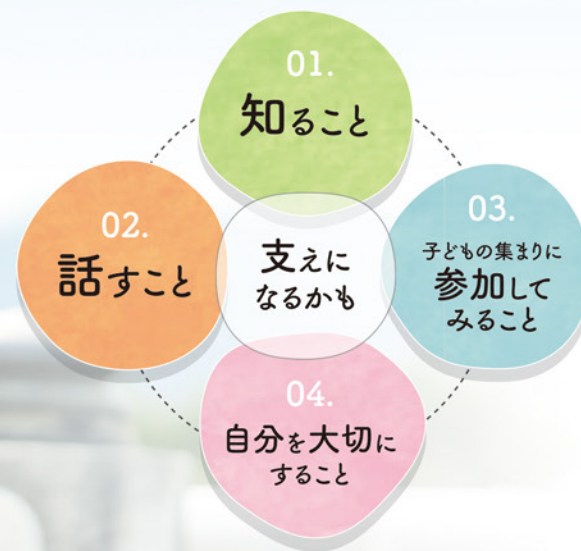 01.
知ること
02.
話すこと
03.
子どもの集まりに
参加して
みること
支えに
なるかも
04.
自分を大切に
すること